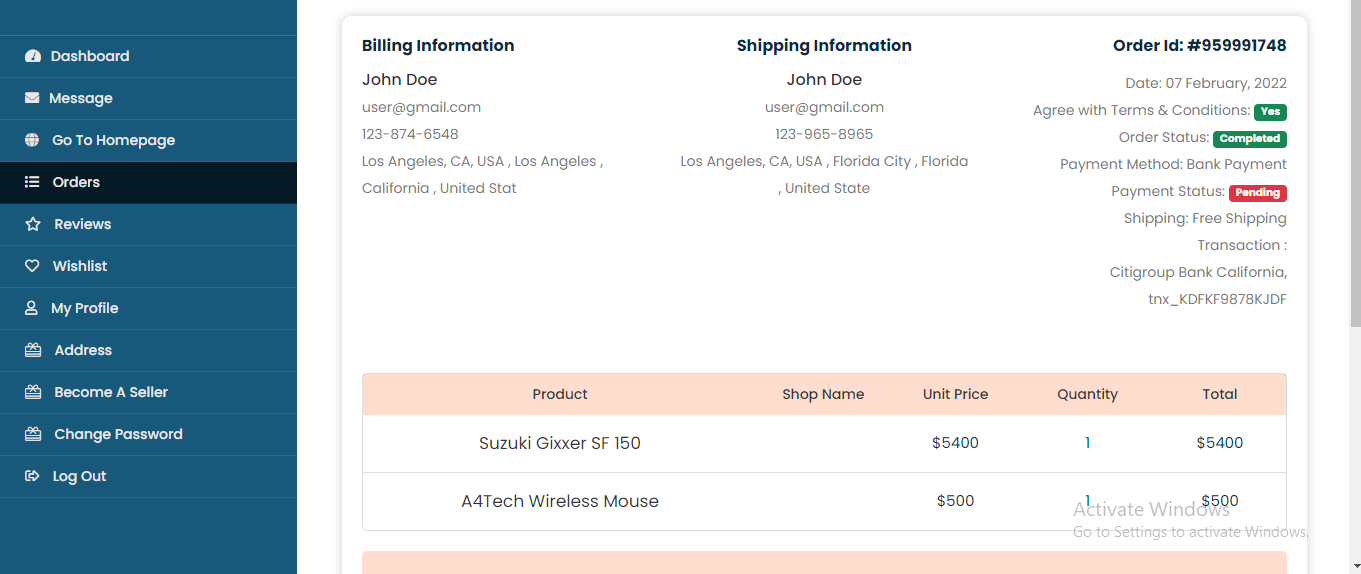 Dashboard
Message
Go To Homepage
Orders
Reviews
Wishlist
My Profile
Address
Become A Seller
Change Password
Log Out
Billing Information
John Doe
user@gmail.com
123-874-6548
Los Angeles, CA, USA , Los Angeles ,
California , United Stat
Shipping Information
John Doe
user@gmail.com
123-965-8965
Los Angeles, CA, USA , Florida City , Florida
, United State
Order Id: #959991748
Date: 07 February, 2022
Agree with Terms & Conditions: Yes
Order Status: Completed
Payment Method: Bank Payment
Payment Status: Pending
Shipping: Free Shipping
Transaction :
Citigroup Bank California,
tnx_KDFKF9878KJDF
Product Shop Name Unit Price Quantity Total
Suzuki Gixxer SF 150 $5400 1 $5400
A4Tech Wireless Mouse $500 1 $500
Activate Windows
Go to Settings to activate Windows.